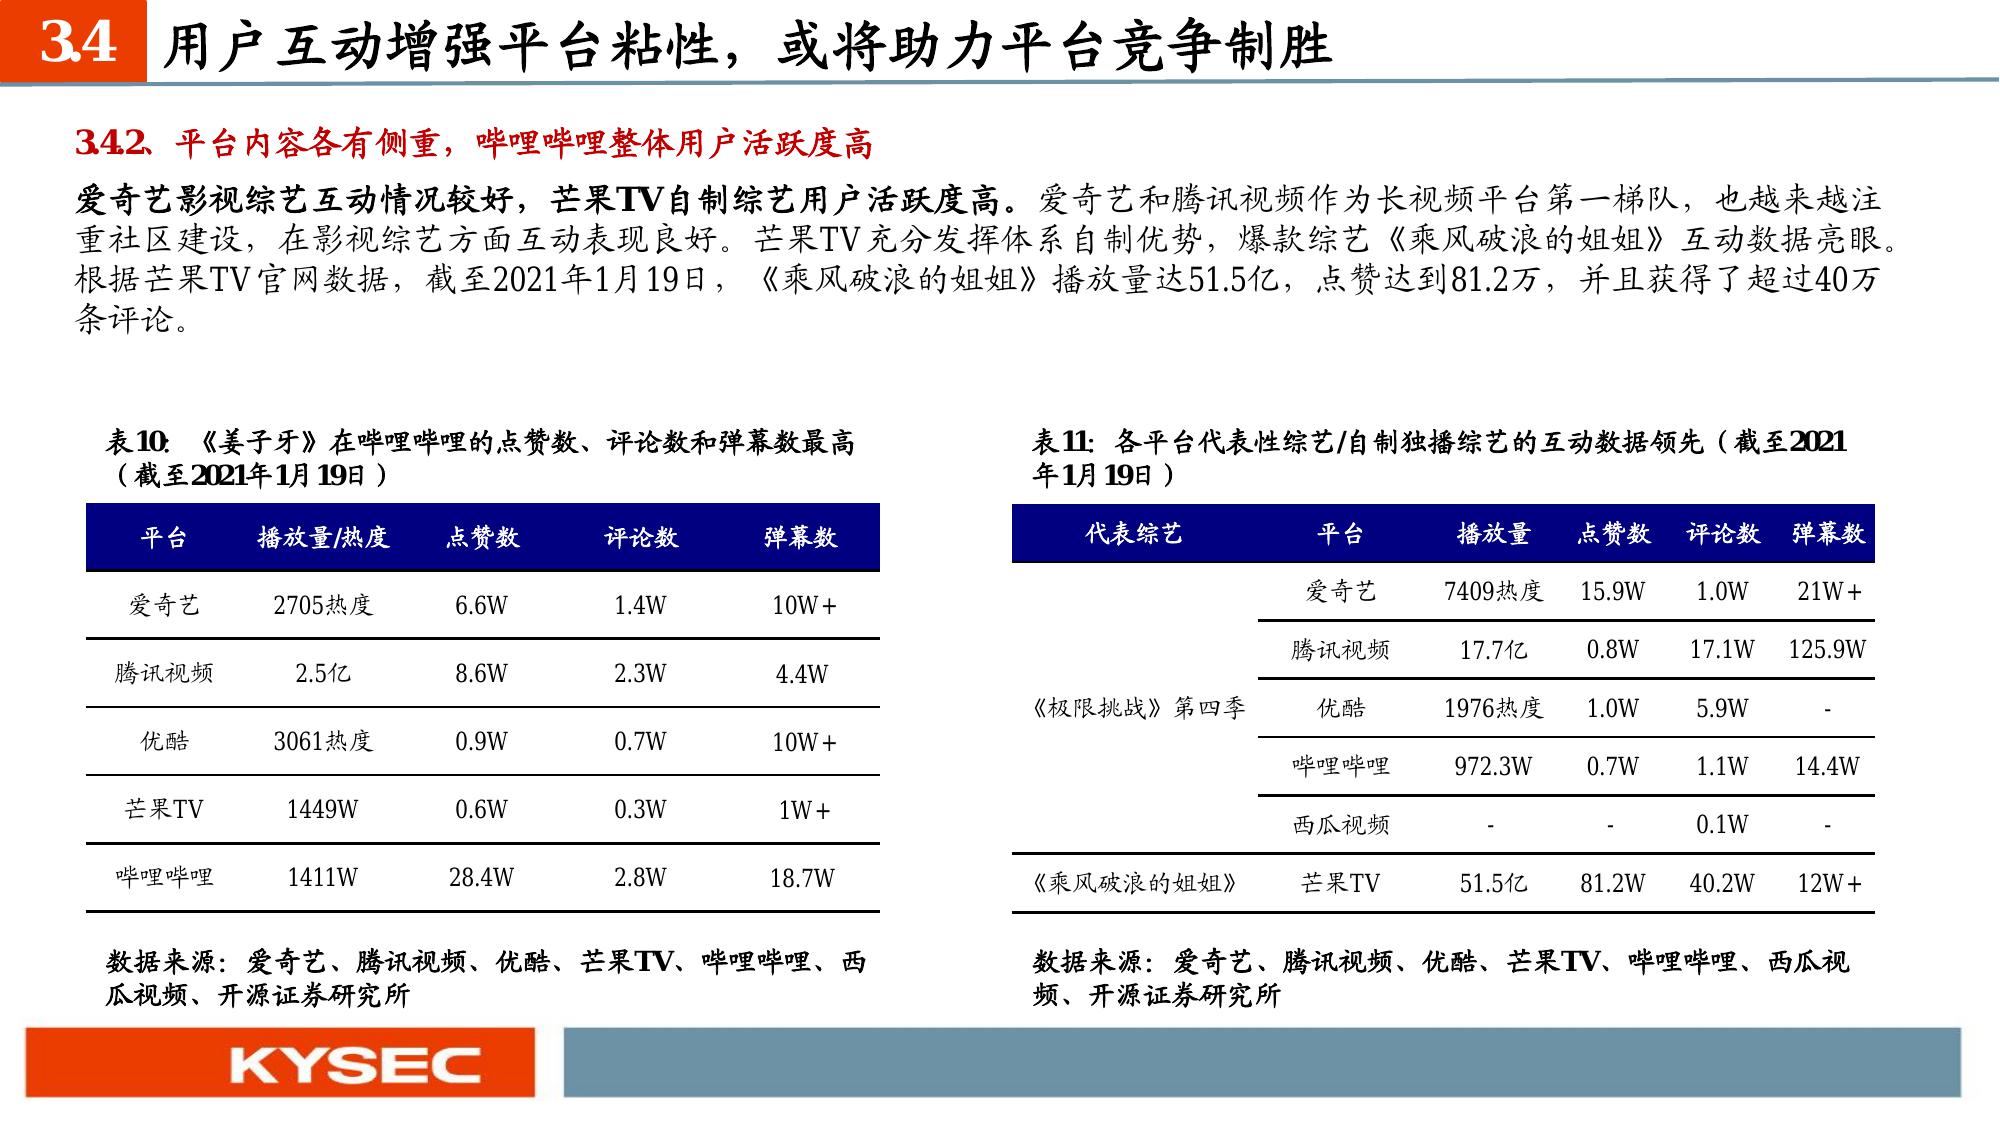 3.4 用户互动增强平台粘性，或将助力平台竞争制胜
3.4.2、平台内容各有侧重，哔哩哔哩整体用户活跃度高
爱奇艺影视综艺互动情况较好，芒果TV自制综艺用户活跃度高。爱奇艺和腾讯视频作为长视频平台第一梯队，也越来越注
重社区建设，在影视综艺方面互动表现良好。芒果TV充分发挥体系自制优势，爆款综艺《乘风破浪的姐姐》互动数据亮眼。
根据芒果TV官网数据，截至2021年1月19日，《乘风破浪的姐姐》播放量达51.5亿，点赞达到81.2万，并且获得了超过40万
条评论。
表10：《姜子牙》在哔哩哔哩的点赞数、评论数和弹幕数最高
（截至2021年1月19日）
平台 播放量/热度 点赞数 评论数 弹幕数
爱奇艺 2705热度 6.6W 1.4W 10W+
腾讯视频 2.5亿 8.6W 2.3W 4.4W
优酷 3061热度 0.9W 0.7W 10W+
芒果TV 1449W 0.6W 0.3W 1W+
哔哩哔哩 1411W 28.4W 2.8W 18.7W
数据来源：爱奇艺、腾讯视频、优酷、芒果TV、哔哩哔哩、西
瓜视频、开源证券研究所
表11：各平台代表性综艺/自制独播综艺的互动数据领先（截至2021
年1月19日）
代表综艺 平台 播放量 点赞数 评论数 弹幕数
爱奇艺 7409热度 15.9W 1.0W 21W+
腾讯视频 17.7亿 0.8W 17.1W 125.9W
《极限挑战》第四季 优酷 1976热度 1.0W 5.9W -
哔哩哔哩 972.3W 0.7W 1.1W 14.4W
西瓜视频 - - 0.1W -
《乘风破浪的姐姐》 芒果TV 51.5亿 81.2W 40.2W 12W+
数据来源：爱奇艺、腾讯视频、优酷、芒果TV、哔哩哔哩、西瓜视
频、开源证券研究所
KYSEC